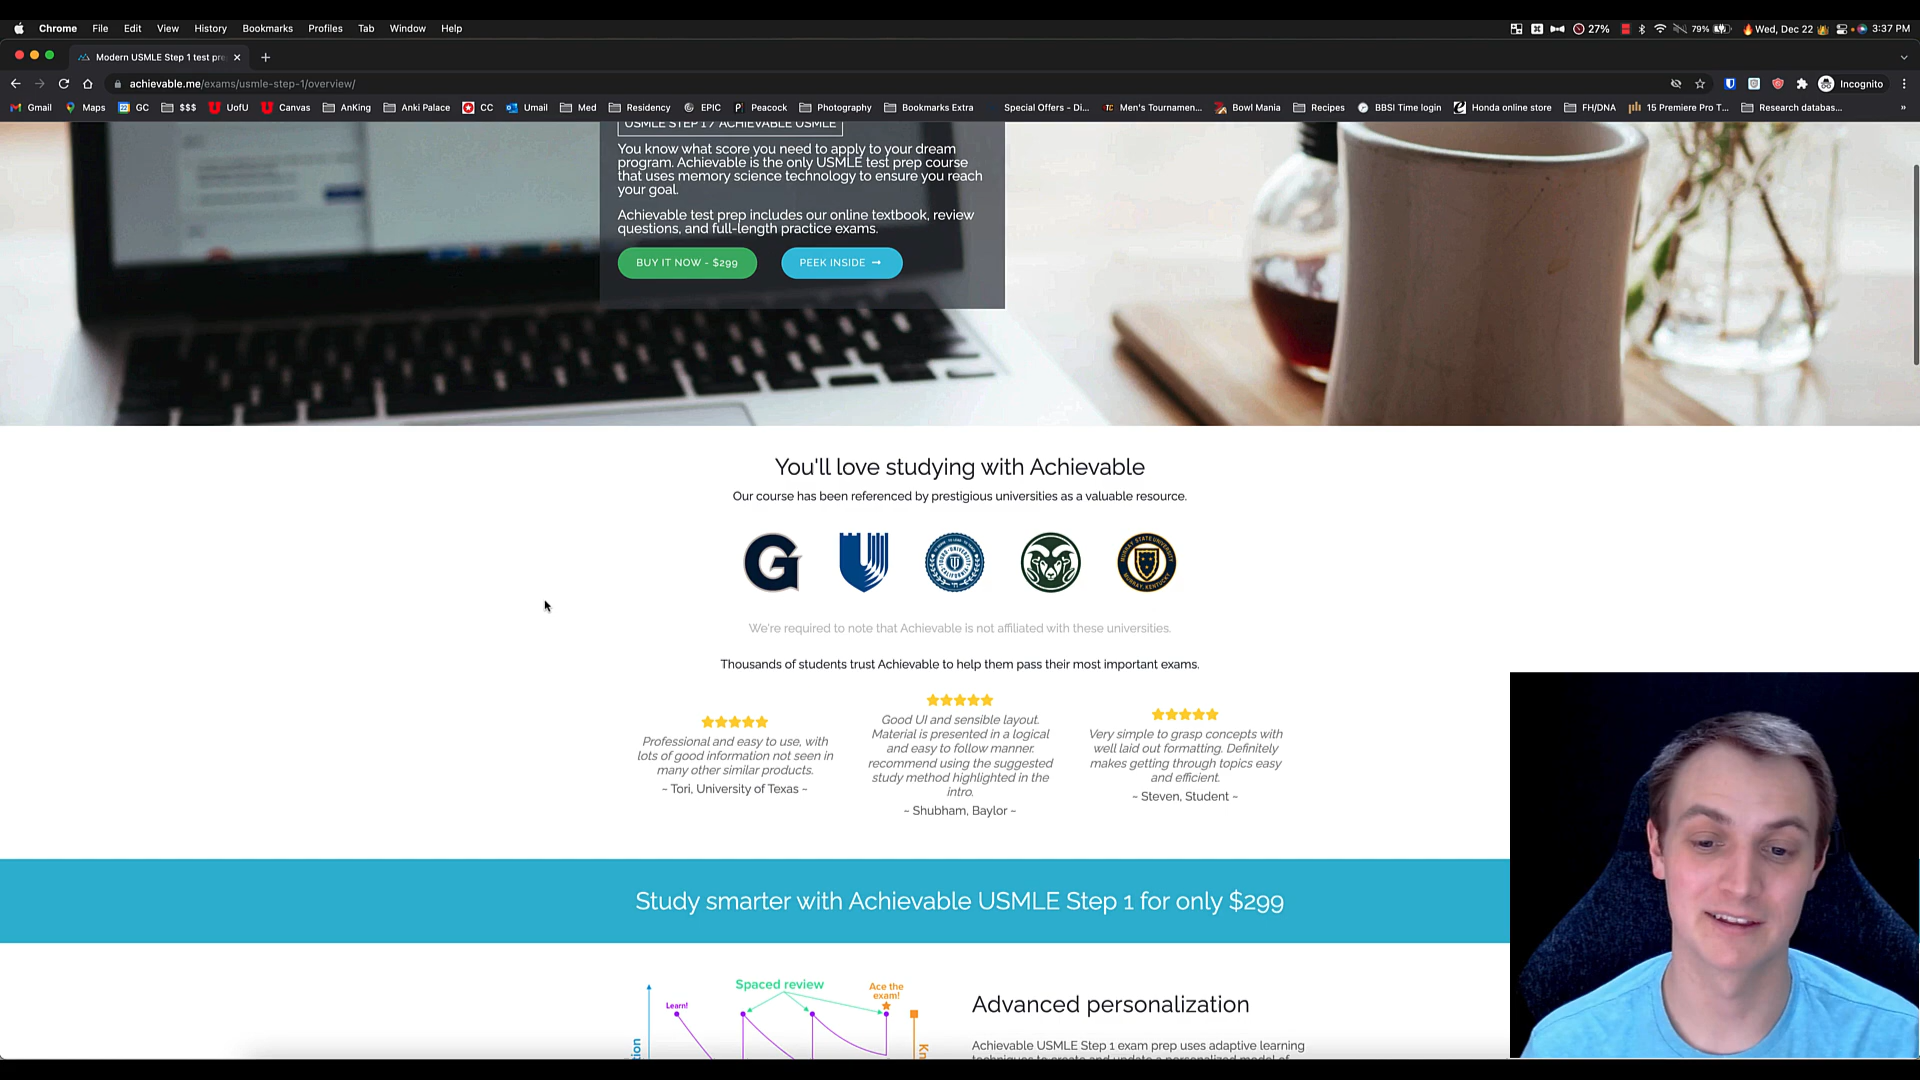 Chrome File Edit View History Bookmarks Profiles Tab Window Help
27% 79% Wed, Dec 22 3:37 PM
Modern USMLE Step 1 test pre
achievable.me/exams/usmle-step-1/overview/
Incognito
Gmail Maps GC $$$ UofU Canvas AnKing Anki Palace CC Umail Med Residency EPIC Peacock Photography Bookmarks Extra Special Offers - Di... Men's Tournamen... Bowl Mania Recipes BBSI Time login Honda online store FH/DNA 15 Premiere Pro T... Research databas... »
USMLE STEP 1 / ACHIEVABLE USMLE
You know what score you need to apply to your dream
program. Achievable is the only USMLE test prep course
that uses memory science technology to ensure you reach
your goal.
Achievable test prep includes our online textbook, review
questions, and full-length practice exams.
BUY IT NOW - $299
PEEK INSIDE →
You'll love studying with Achievable
Our course has been referenced by prestigious universities as a valuable resource.
G
We're required to note that Achievable is not affiliated with these universities.
Thousands of students trust Achievable to help them pass their most important exams.
Professional and easy to use, with
lots of good information not seen in
many other similar products.
~ Tori, University of Texas ~
Good UI and sensible layout.
Material is presented in a logical
and easy to follow manner.
recommend using the suggested
study method highlighted in the
intro.
~ Shubham, Baylor ~
Very simple to grasp concepts with
well laid out formatting. Definitely
makes getting through topics easy
and efficient.
~ Steven, Student ~
Study smarter with Achievable USMLE Step 1 for only $299
Spaced review
Learn!
Ace the
exam!
Advanced personalization
Achievable USMLE Step 1 exam prep uses adaptive learning